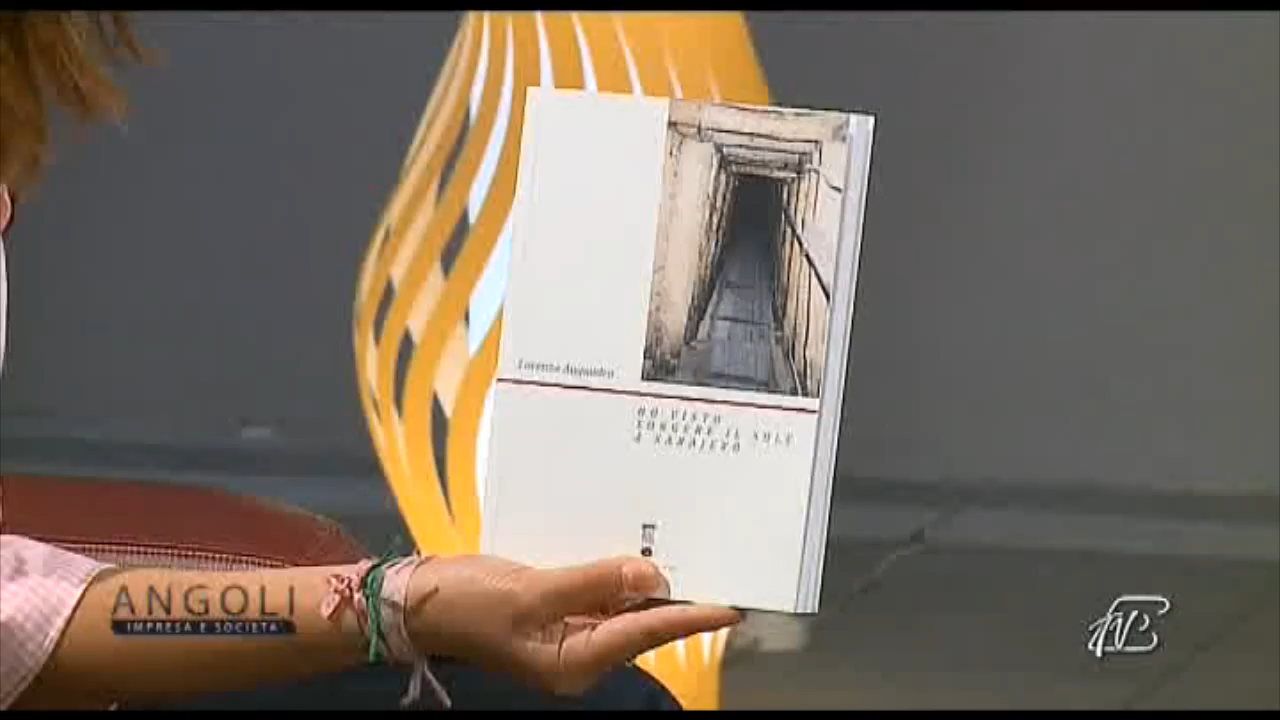 Lorenzo
HO VISTO
SORGERE IL SOLE
A SARAJEVO
ANGOLI
IMPRESA E SOCIETA'